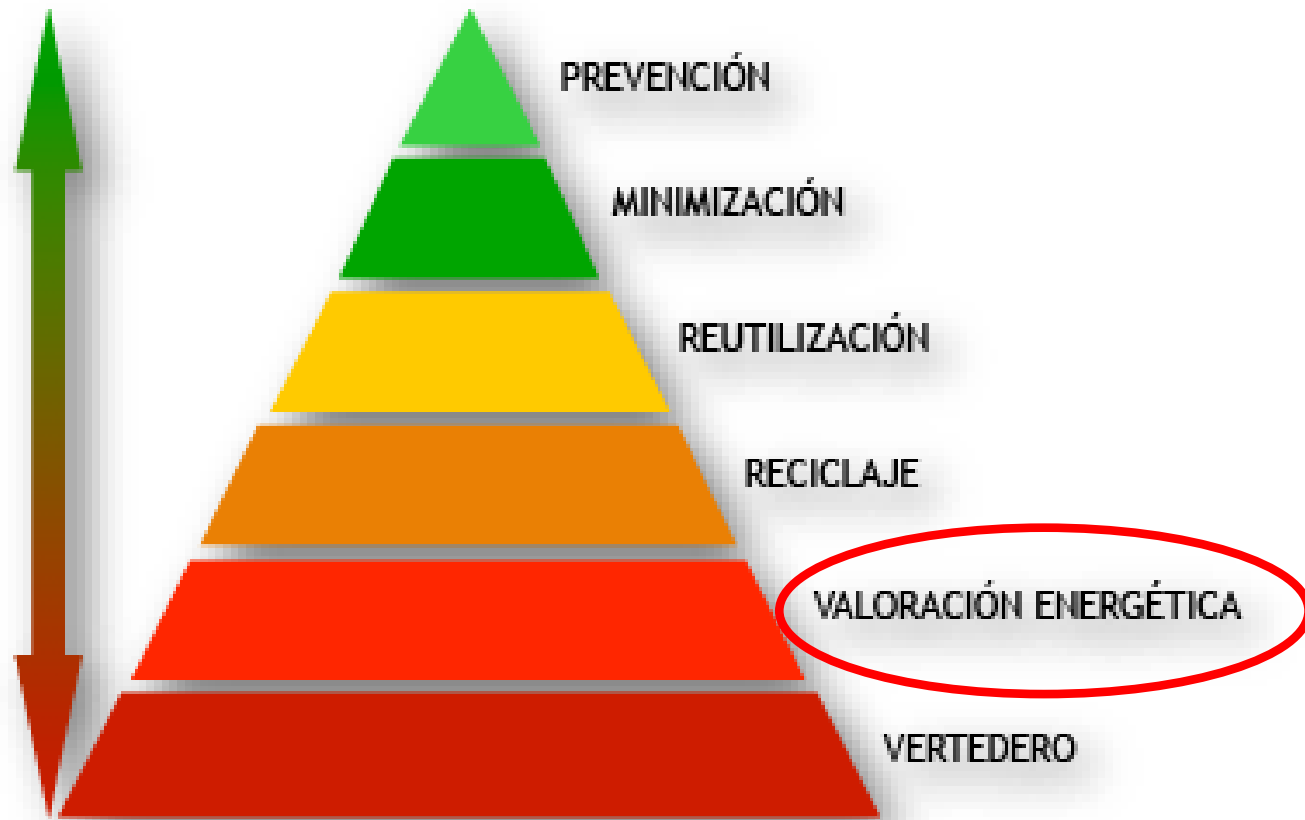 PREVENCIÓN
MINIMIZACIÓN
REUTILIZACIÓN
RECICLAJE
VALORACIÓN ENERGÉTICA
VERTEDERO